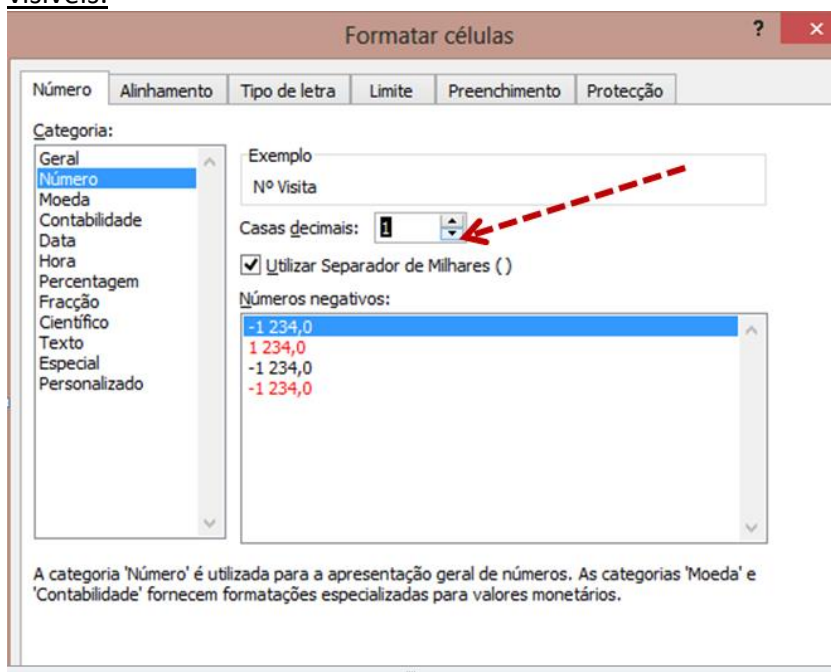 visíveis.
Formatar células
?
×
Número Alinhamento Tipo de letra Limite Preenchimento Protecção
Categoria:
Geral
Número
Moeda
Contabilidade
Data
Hora
Percentagem
Fracção
Científico
Texto
Especial
Personalizado
Exemplo
Nº Visita
Casas decimais: 1
Utilizar Separador de Milhares ( )
Números negativos:
-1 234,0
1 234,0
-1 234,0
-1 234,0
A categoria 'Número' é utilizada para a apresentação geral de números. As categorias 'Moeda' e
'Contabilidade' fornecem formatações especializadas para valores monetários.